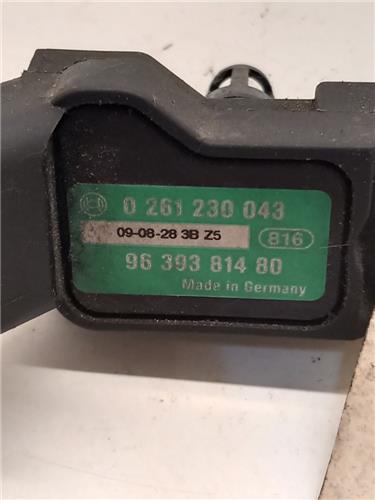 0 261 230 043
09-08-28 3B Z5 816
96 393 814 80
Made in Germany